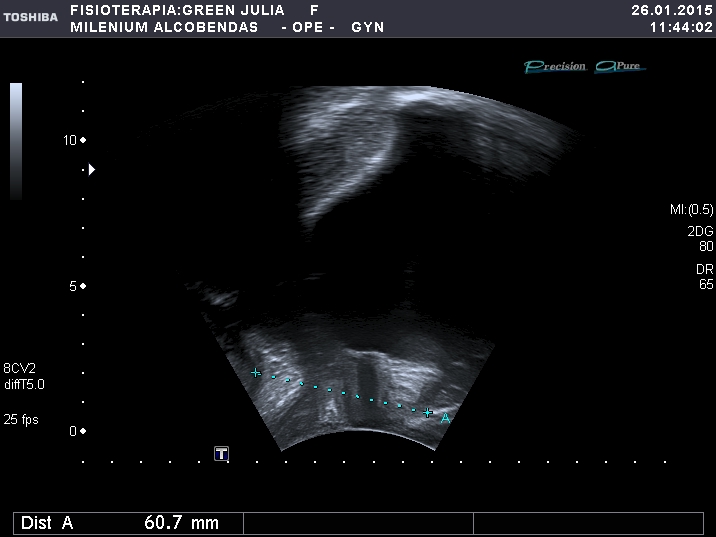 TOSHIBA
FISIOTERAPIA:GREEN JULIA F 26.01.2015
MILENIUM ALCOBENDAS - OPE - GYN 11:44:02
Precision APure
10
MI:(0.5)
2DG
80
DR
65
5
8CV2
diffT5.0
25 fps
0
A
T
Dist A 60.7 mm